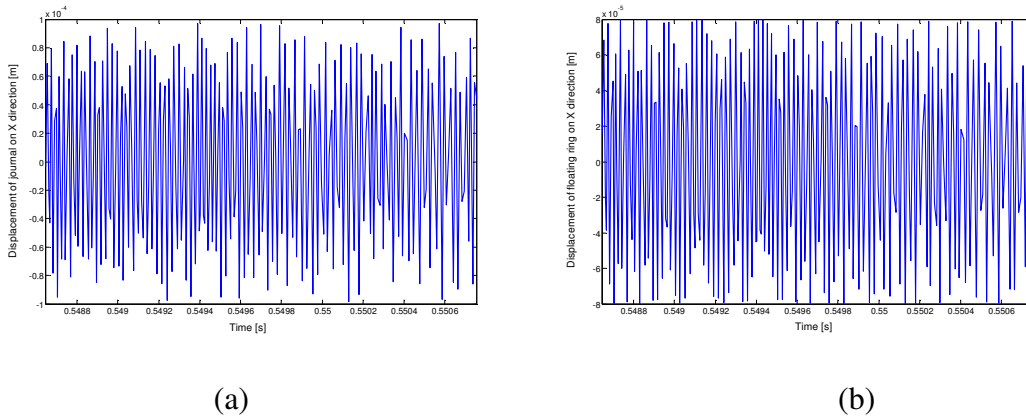 x 10⁻⁴
1
0.8
0.6
0.4
0.2
0
-0.2
-0.4
-0.6
-0.8
-1
Displacement of journal on X direction [m]
0.5488 0.549 0.5492 0.5494 0.5496 0.5498 0.55 0.5502 0.5504 0.5506
Time [s]
(a)
x 10⁻⁵
8
6
4
2
0
-2
-4
-6
-8
Displacement of floating ring on X direction [m]
0.5488 0.549 0.5492 0.5494 0.5496 0.5498 0.55 0.5502 0.5504 0.5506
Time [s]
(b)